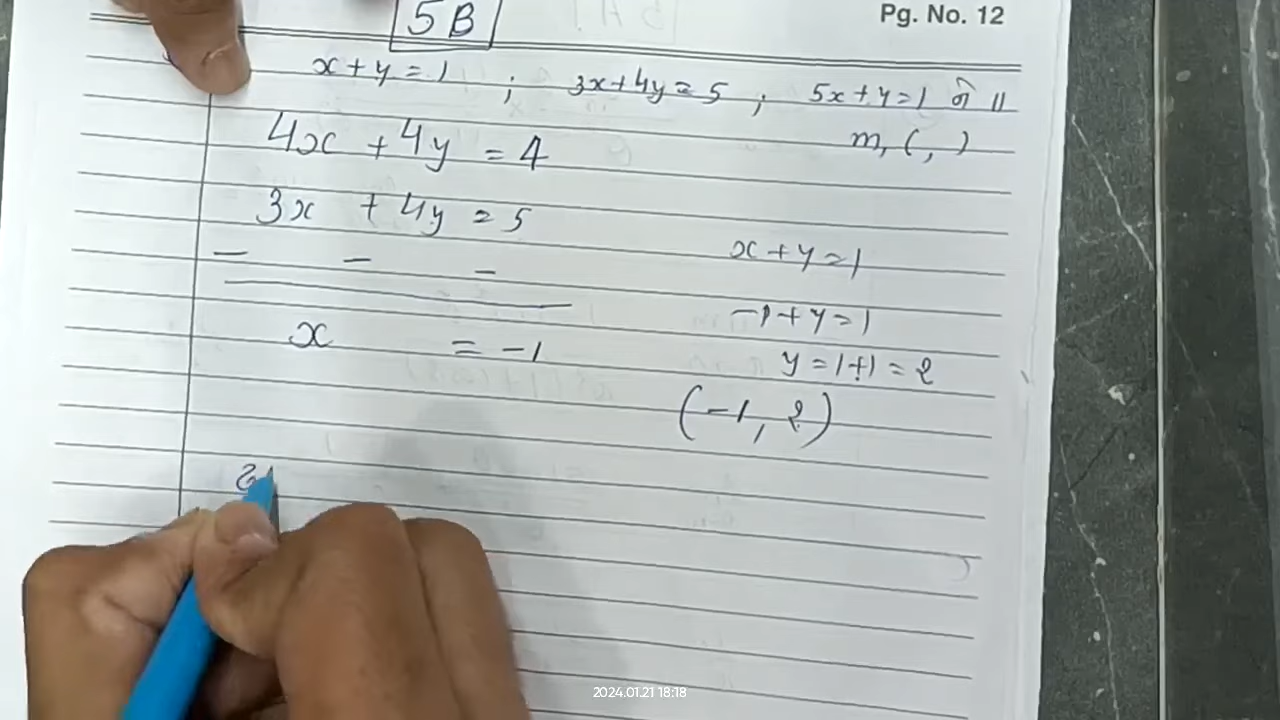 5B
Pg. No. 12
x + y = 1 ; 3x + 4y = 5 ; 5x + y = 1 ने ||
m, ( , )
4x + 4y = 4
3x + 4y = 5
− − −
x = -1
x + y = 1
-1 + y = 1
y = 1 + 1 = 2
(-1, 2)
2024.01.21 18:18